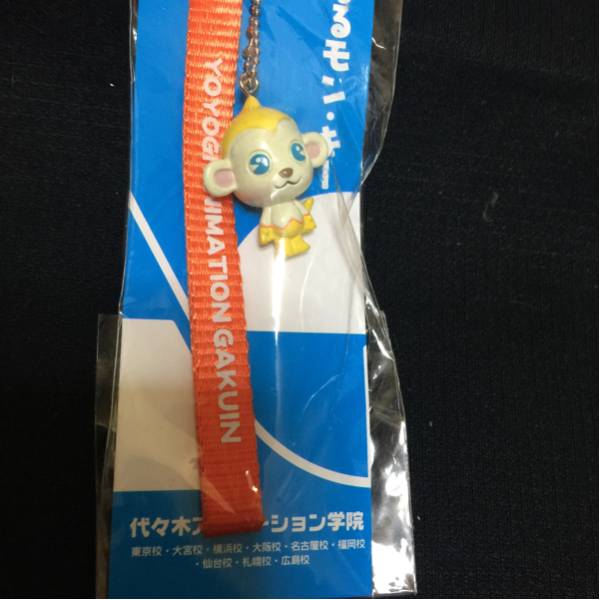 るモン・キー
YOYOGI ANIMATION GAKUIN
代々木アニメーション学院
東京校・大宮校・横浜校・大阪校・名古屋校・福岡校
・仙台校・札幌校・広島校